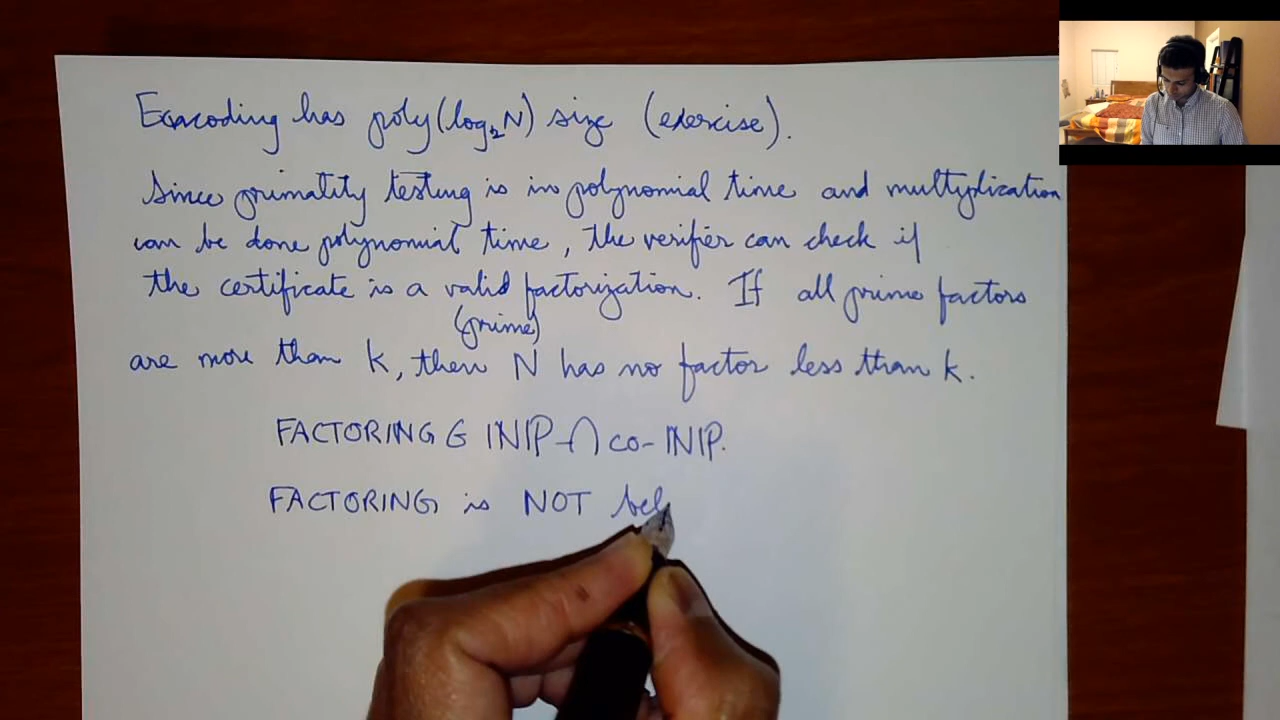 Encoding has poly(log₂N) size (exercise).
Since primality testing is in polynomial time and multiplication
can be done polynomial time, the verifier can check if
the certificate is a valid factorization. If all prime factors
(prime)
are more than k, then N has no factor less than k.
FACTORING ∈ NP ∩ co-NP.
FACTORING is NOT bel